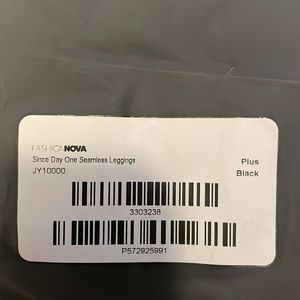 FASHIONNOVA
Since Day One Seamless Leggings
JY10000
Plus
Black
3303238
P572925991